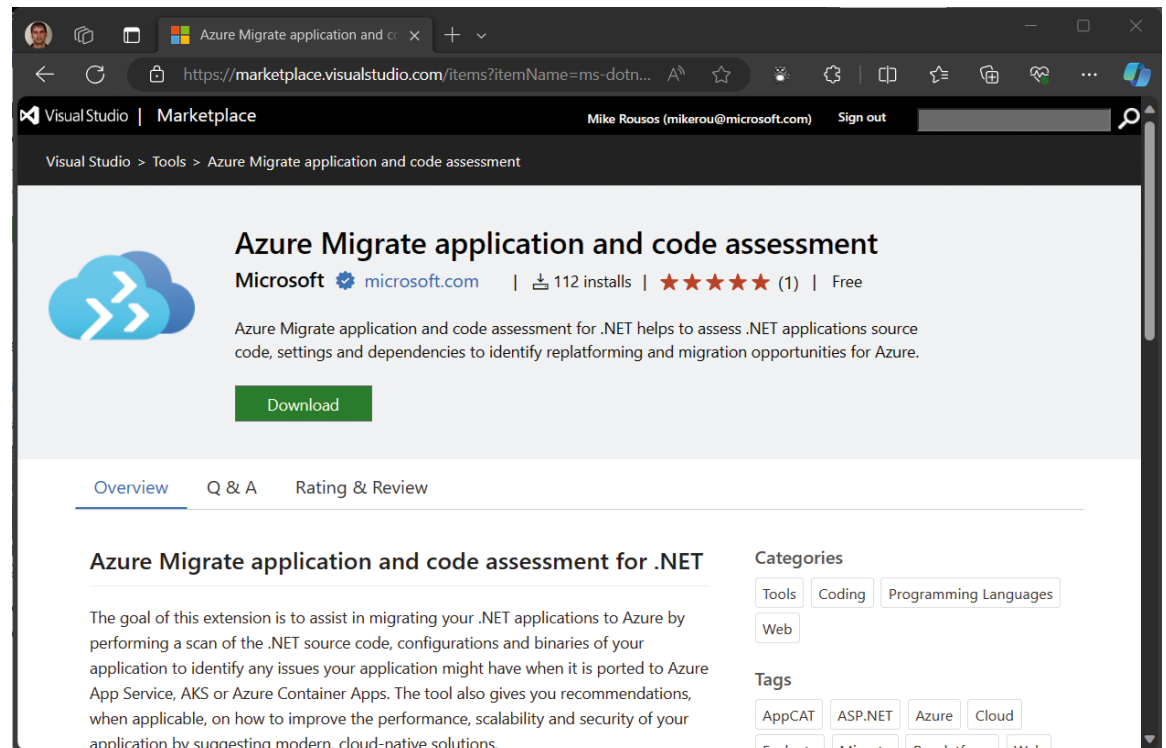 Azure Migrate application and co
https://marketplace.visualstudio.com/items?itemName=ms-dotn...
Visual Studio | Marketplace
Mike Rousos (mikerou@microsoft.com) Sign out
Visual Studio > Tools > Azure Migrate application and code assessment
Azure Migrate application and code assessment
Microsoft microsoft.com | 112 installs | ★★★★★ (1) | Free
Azure Migrate application and code assessment for .NET helps to assess .NET applications source
code, settings and dependencies to identify replatforming and migration opportunities for Azure.
Download
Overview Q & A Rating & Review
Azure Migrate application and code assessment for .NET
The goal of this extension is to assist in migrating your .NET applications to Azure by
performing a scan of the .NET source code, configurations and binaries of your
application to identify any issues your application might have when it is ported to Azure
App Service, AKS or Azure Container Apps. The tool also gives you recommendations,
when applicable, on how to improve the performance, scalability and security of your
application by suggesting modern, cloud-native solutions.
Categories
Tools Coding Programming Languages
Web
Tags
AppCAT ASP.NET Azure Cloud